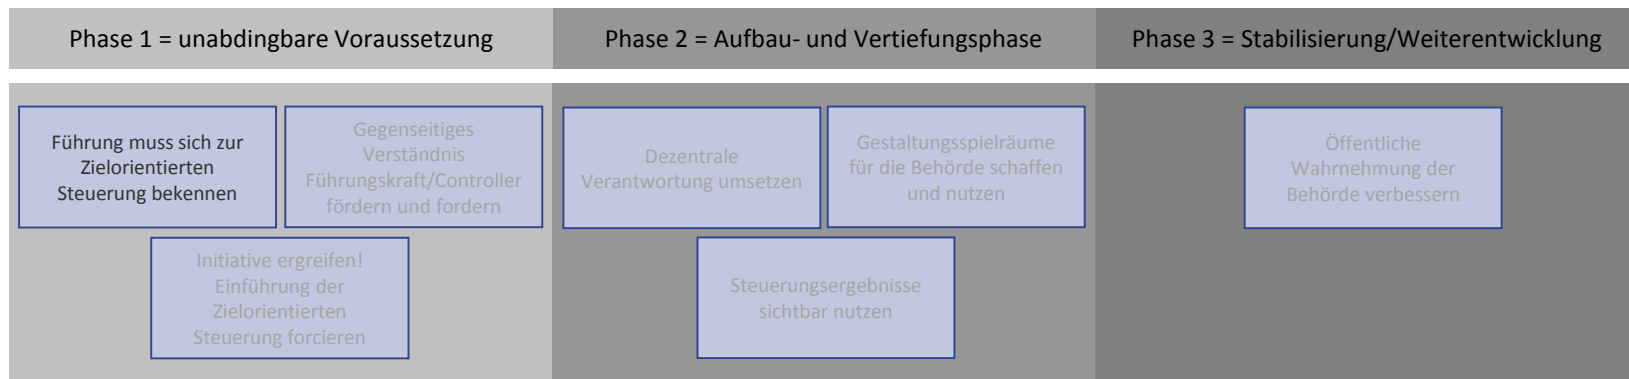 Phase 1 = unabdingbare Voraussetzung
Phase 2 = Aufbau- und Vertiefungsphase
Phase 3 = Stabilisierung/Weiterentwicklung
Führung muss sich zur
Zielorientierten
Steuerung bekennen
Gegenseitiges
Verständnis
Führungskraft/Controller
fördern und fordern
Initiative ergreifen!
Einführung der
Zielorientierten
Steuerung forcieren
Dezentrale
Verantwortung umsetzen
Gestaltungsspielräume
für die Behörde schaffen
und nutzen
Steuerungsergebnisse
sichtbar nutzen
Öffentliche
Wahrnehmung der
Behörde verbessern